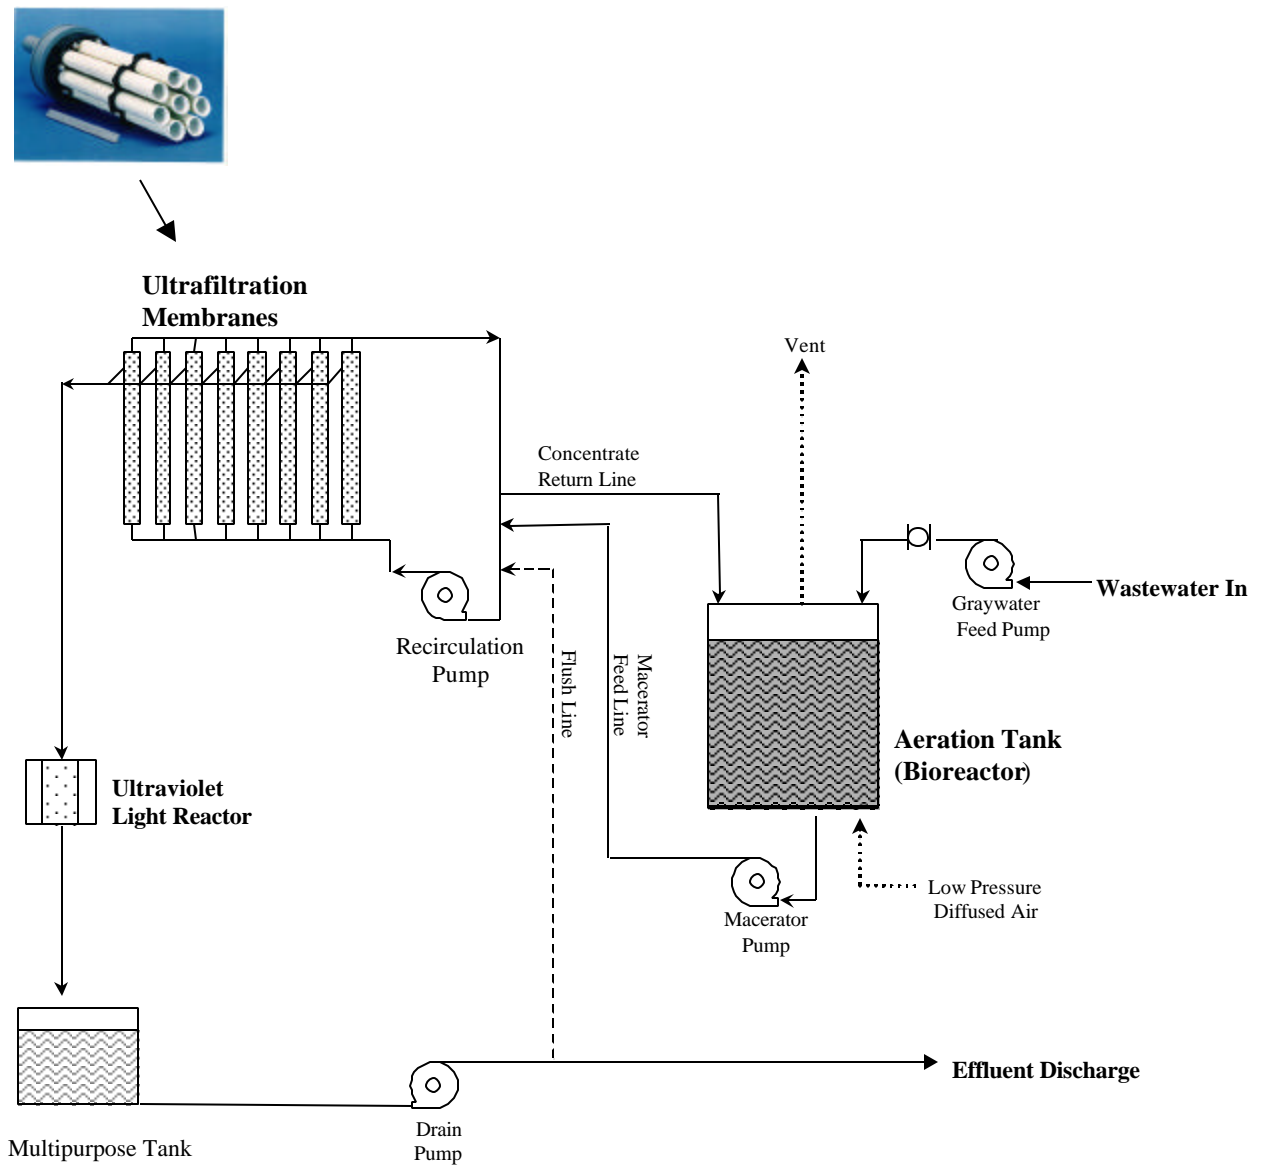 Ultrafiltration
Membranes
Vent
Concentrate
Return Line
Wastewater In
Graywater
Feed Pump
Recirculation
Pump
Flush Line
Macerator
Feed Line
Aeration Tank
(Bioreactor)
Ultraviolet
Light Reactor
Low Pressure
Diffused Air
Macerator
Pump
Effluent Discharge
Multipurpose Tank
Drain
Pump